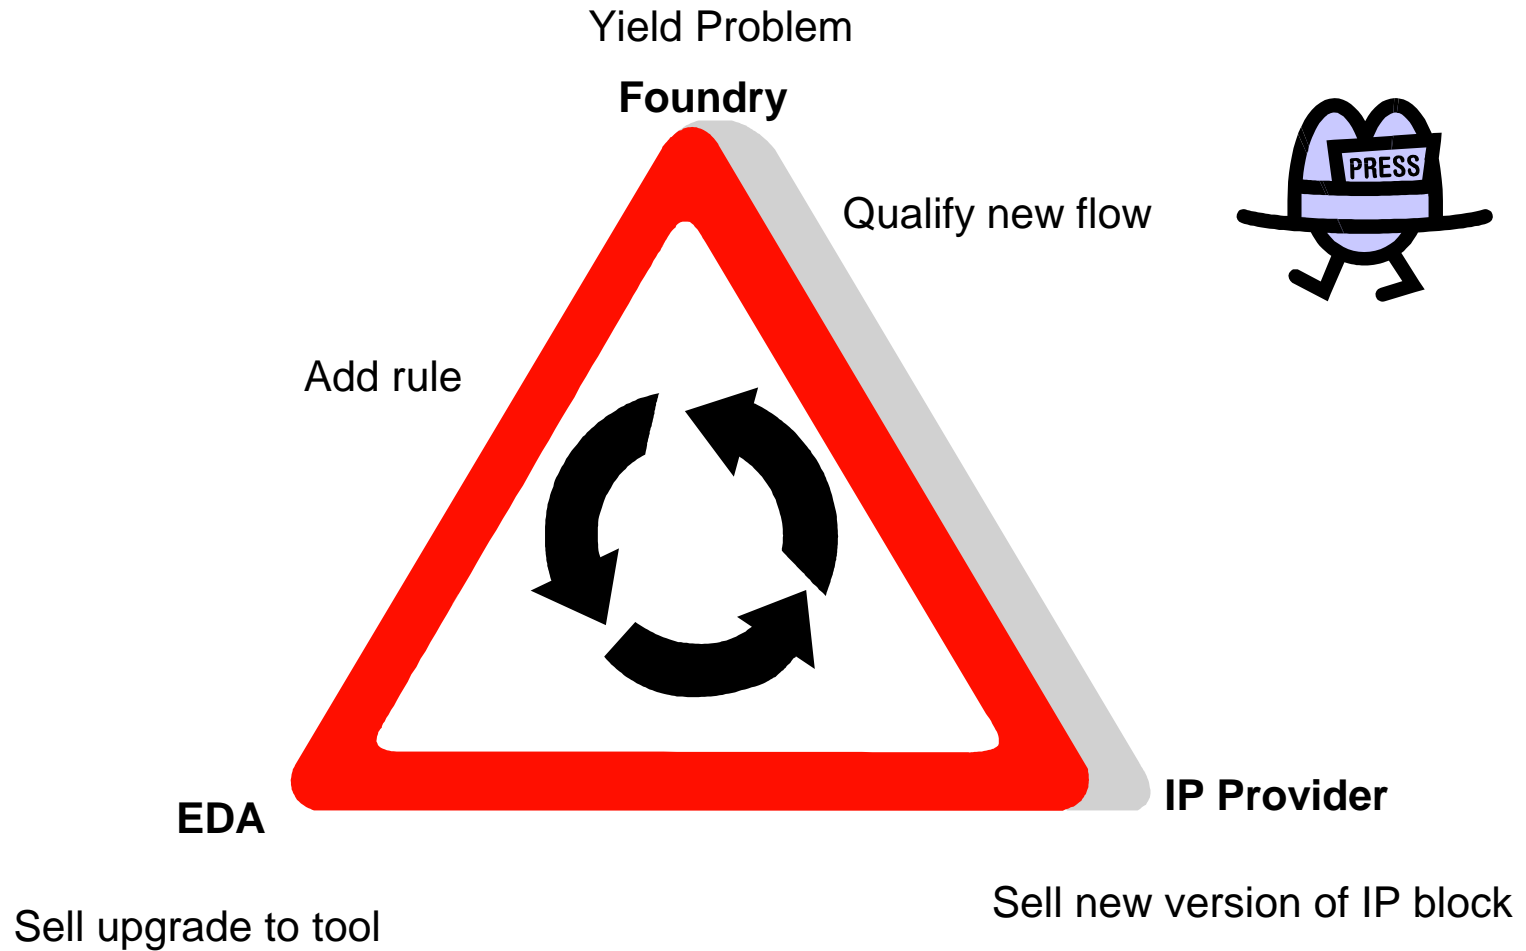 Yield Problem
Foundry
PRESS
Qualify new flow
Add rule
EDA
IP Provider
Sell new version of IP block
Sell upgrade to tool